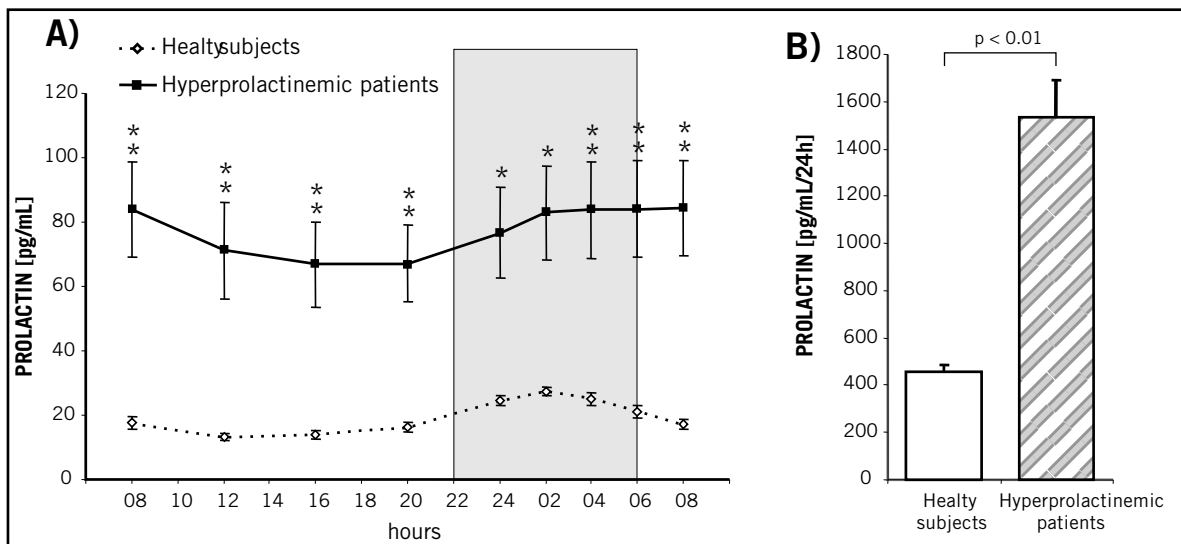 A)
Healtysubjects
Hyperprolactinemic patients
PROLACTIN [pg/mL]
120
100
80
60
40
20
0
* * * * * * * * * * * * * * * *
08 10 12 14 16 18 20 22 24 02 04 06 08
hours
B)
p < 0.01
PROLACTIN [pg/mL/24h]
1800
1600
1400
1200
1000
800
600
400
200
0
Healty Hyperprolactinemic
subjects patients